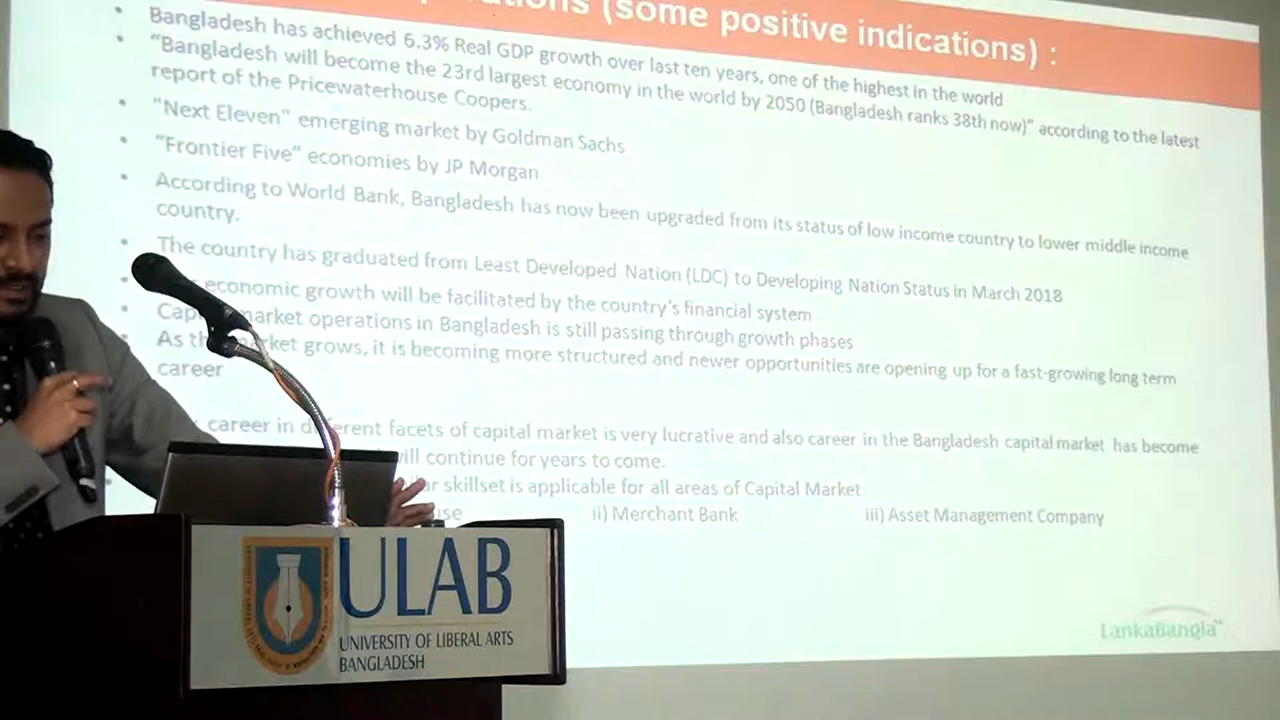 (some positive indications) :
• Bangladesh has achieved 6.3% Real GDP growth over last ten years, one of the highest in the world
• "Bangladesh will become the 23rd largest economy in the world by 2050 (Bangladesh ranks 38th now)" according to the latest
report of the Pricewaterhouse Coopers.
• "Next Eleven" emerging market by Goldman Sachs
• "Frontier Five" economies by JP Morgan
• According to World Bank, Bangladesh has now been upgraded from its status of low income country to lower middle income
country.
• The country has graduated from Least Developed Nation (LDC) to Developing Nation Status in March 2018
• economic growth will be facilitated by the country's financial system
• market operations in Bangladesh is still passing through growth phases
• As grows, it is becoming more structured and newer opportunities are opening up for a fast-growing long term
career
career in facets of capital market is very lucrative and also career in the Bangladesh capital market has become
will continue for years to come.
skillset is applicable for all areas of Capital Market.
ii) Merchant Bank iii) Asset Management Company
LankaBangla
ULAB
UNIVERSITY OF LIBERAL ARTS
BANGLADESH